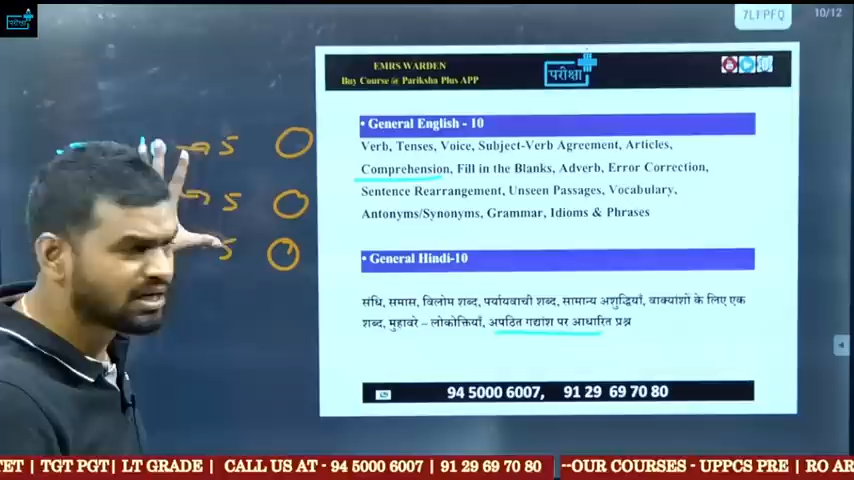 परीक्षा
7LFPFQ
10/12
EMRS WARDEN
Buy Course @ Pariksha Plus APP
परीक्षा
• General English - 10
Verb, Tenses, Voice, Subject-Verb Agreement, Articles,
Comprehension, Fill in the Blanks, Adverb, Error Correction,
Sentence Rearrangement, Unseen Passages, Vocabulary,
Antonyms/Synonyms, Grammar, Idioms & Phrases
• General Hindi-10
संधि, समास, विलोम शब्द, पर्यायवाची शब्द, सामान्य अशुद्धियाँ, वाक्यांशों के लिए एक
शब्द, मुहावरे – लोकोक्तियाँ, अपठित गद्यांश पर आधारित प्रश्न
94 5000 6007, 91 29 69 70 80
TET | TGT PGT| LT GRADE | CALL US AT - 94 5000 6007 | 91 29 69 70 80 --OUR COURSES - UPPCS PRE | RO AR